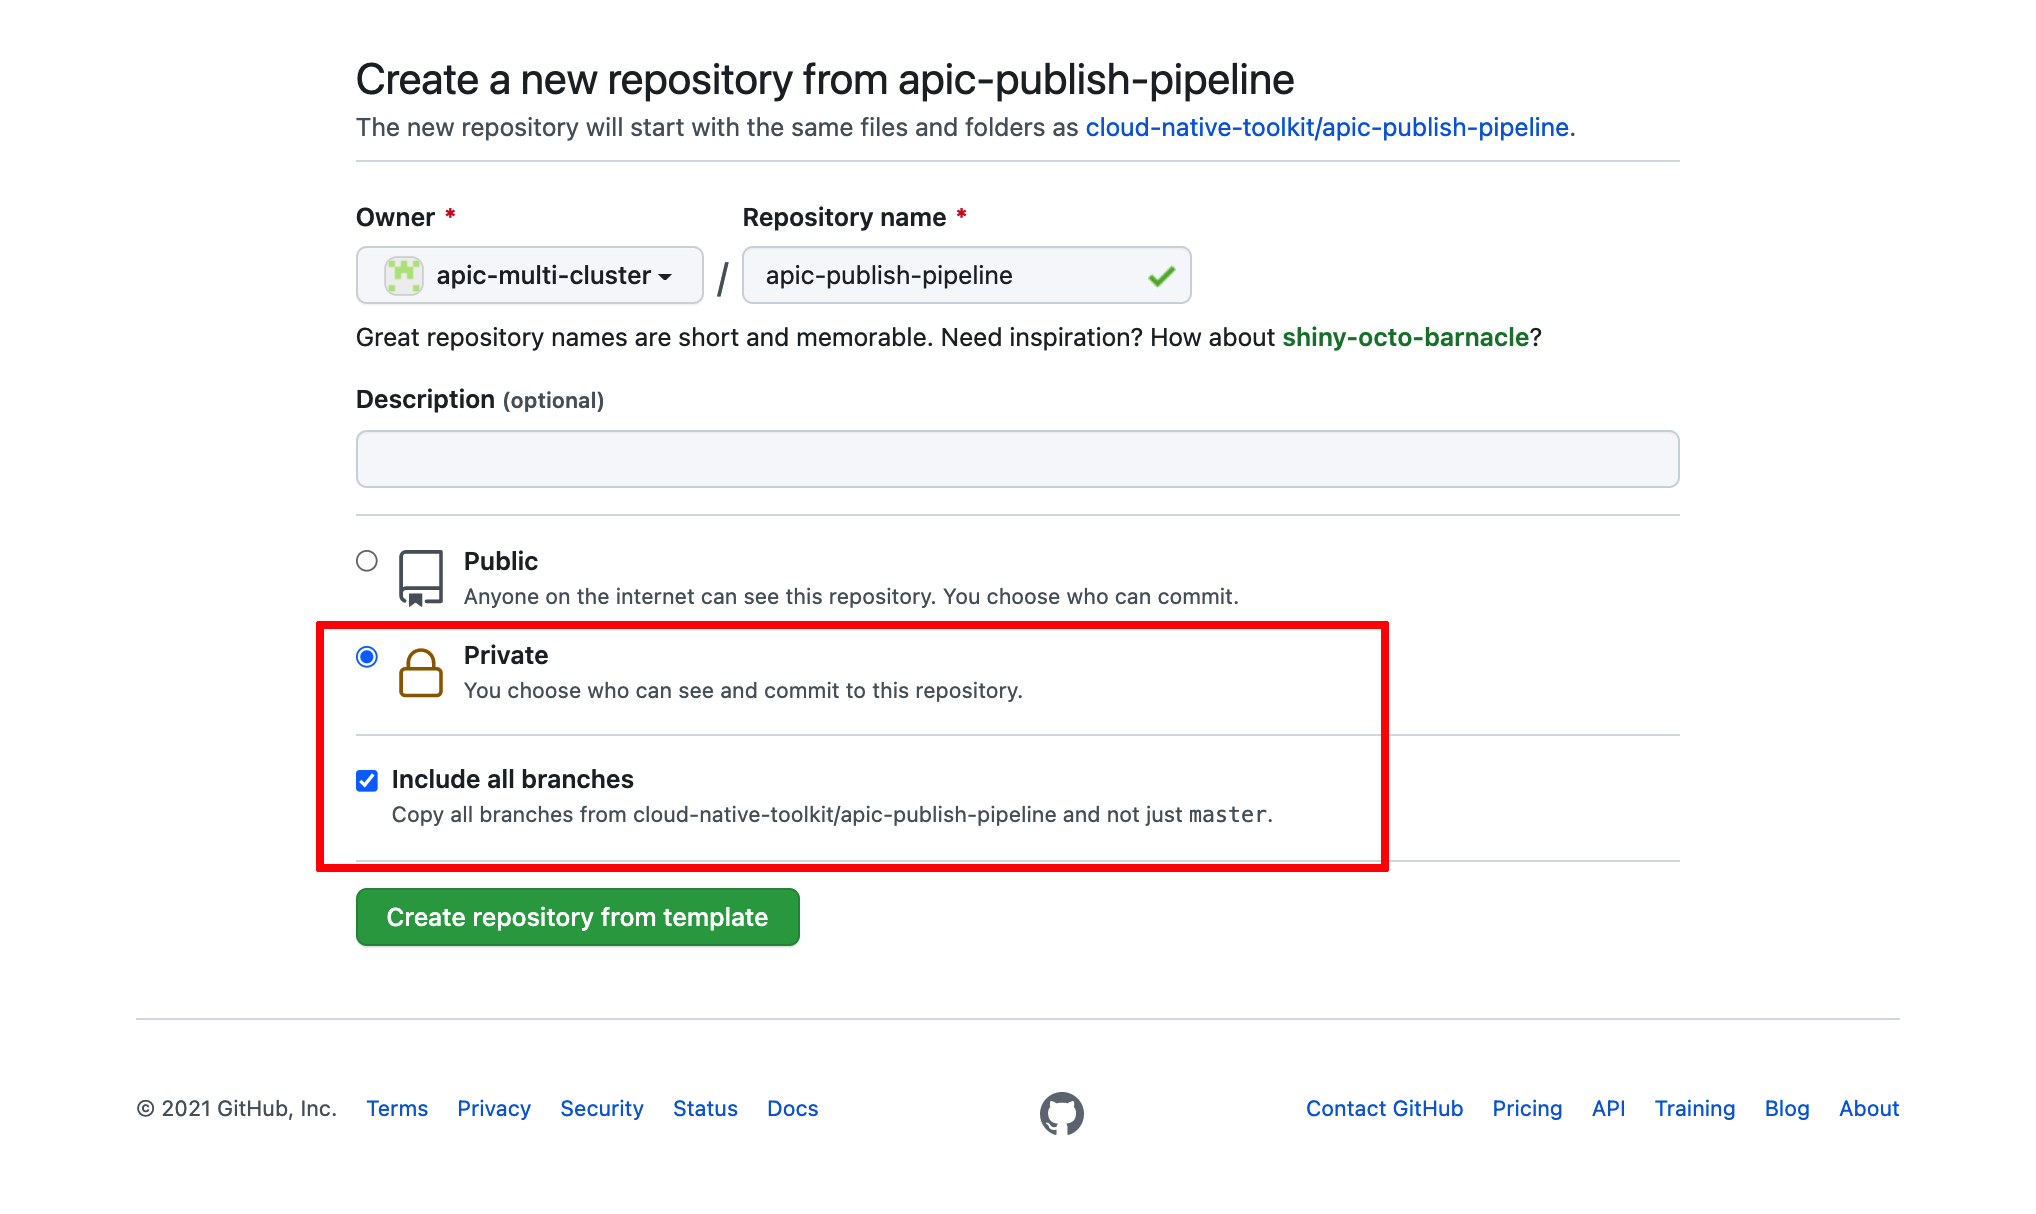 Create a new repository from apic-publish-pipeline
The new repository will start with the same files and folders as cloud-native-toolkit/apic-publish-pipeline.
Owner * Repository name *
apic-multi-cluster / apic-publish-pipeline
Great repository names are short and memorable. Need inspiration? How about shiny-octo-barnacle?
Description (optional)
Public
Anyone on the internet can see this repository. You choose who can commit.
Private
You choose who can see and commit to this repository.
Include all branches
Copy all branches from cloud-native-toolkit/apic-publish-pipeline and not just master.
Create repository from template
© 2021 GitHub, Inc. Terms Privacy Security Status Docs Contact GitHub Pricing API Training Blog About